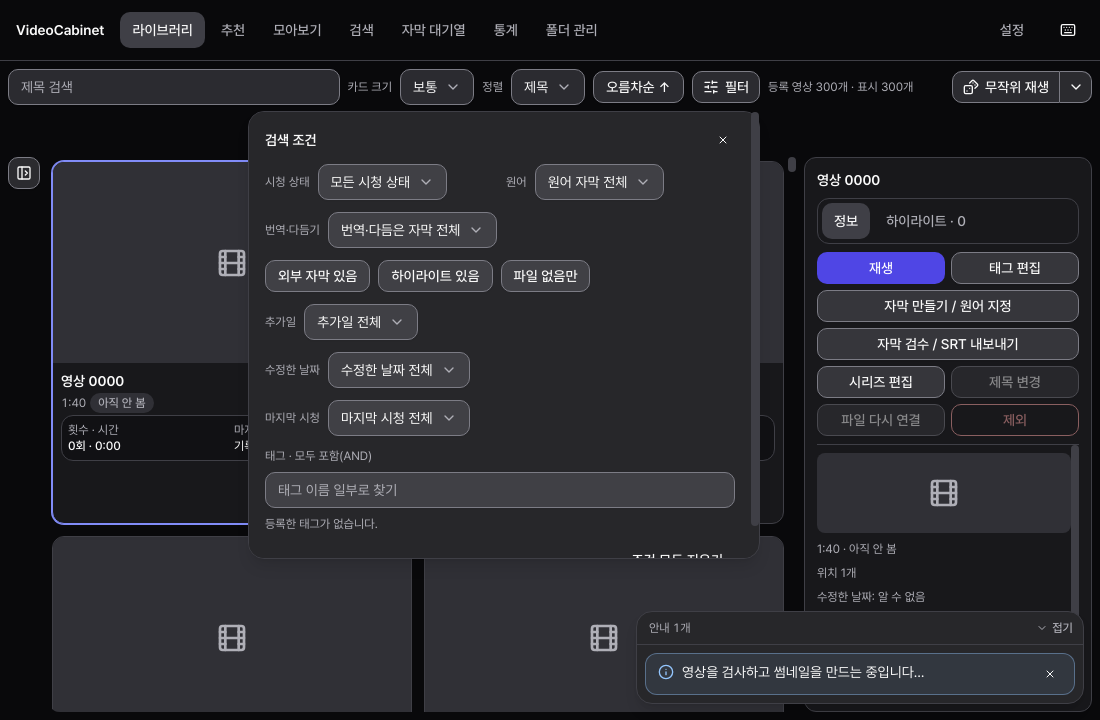 VideoCabinet 라이브러리 추천 모아보기 검색 자막 대기열 통계 폴더 관리 설정
제목 검색 카드 크기 보통 정렬 제목 오름차순 ↑ 필터 등록 영상 300개 · 표시 300개 무작위 재생
검색 조건
시청 상태 모든 시청 상태 원어 원어 자막 전체
번역·다듬기 번역·다듬은 자막 전체
외부 자막 있음 하이라이트 있음 파일 없음만
추가일 추가일 전체
수정한 날짜 수정한 날짜 전체
마지막 시청 마지막 시청 전체
태그 · 모두 포함(AND)
태그 이름 일부로 찾기
등록한 태그가 없습니다.
영상 0000
1:40 아직 안 봄
횟수 · 시간
0회 · 0:00
영상 0000
정보 하이라이트 · 0
재생 태그 편집
자막 만들기 / 원어 지정
자막 검수 / SRT 내보내기
시리즈 편집 제목 변경
파일 다시 연결 제외
1:40 · 아직 안 봄
위치 1개
수정한 날짜: 알 수 없음
안내 1개 접기
영상을 검사하고 썸네일을 만드는 중입니다...